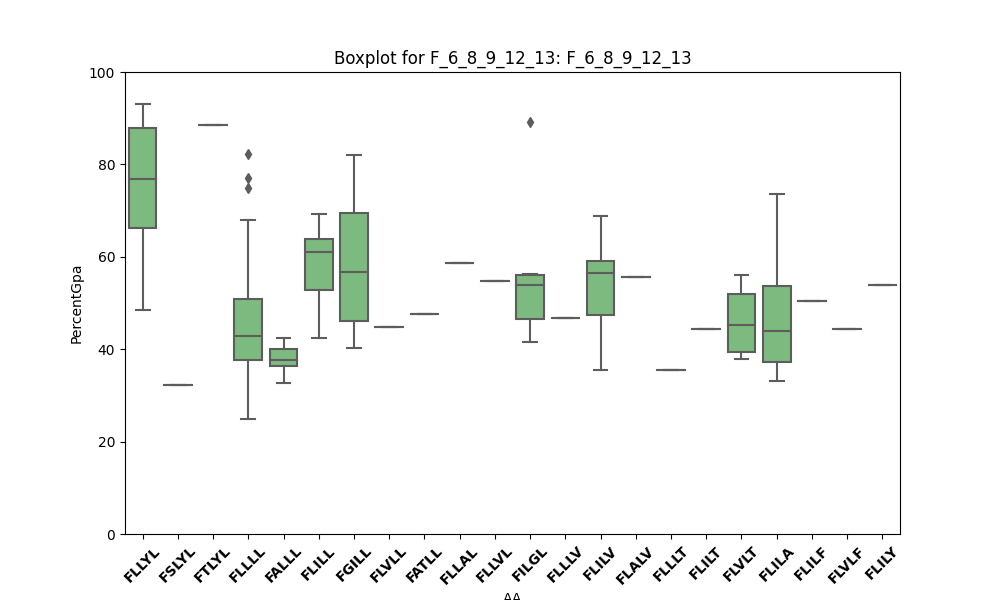 Boxplot for F_6_8_9_12_13: F_6_8_9_12_13
100
80
60
40
20
0
PercentGpa
FLLYL FSLYL FTLYL FLLLL FALLL FLILL FGILL FLVLL FATLL FLLAL FLLVL FILGL FLLLV FLILV FLALV FLLLT FLILT FLVLT FLILA FLILF FLVLF FLILY
AA